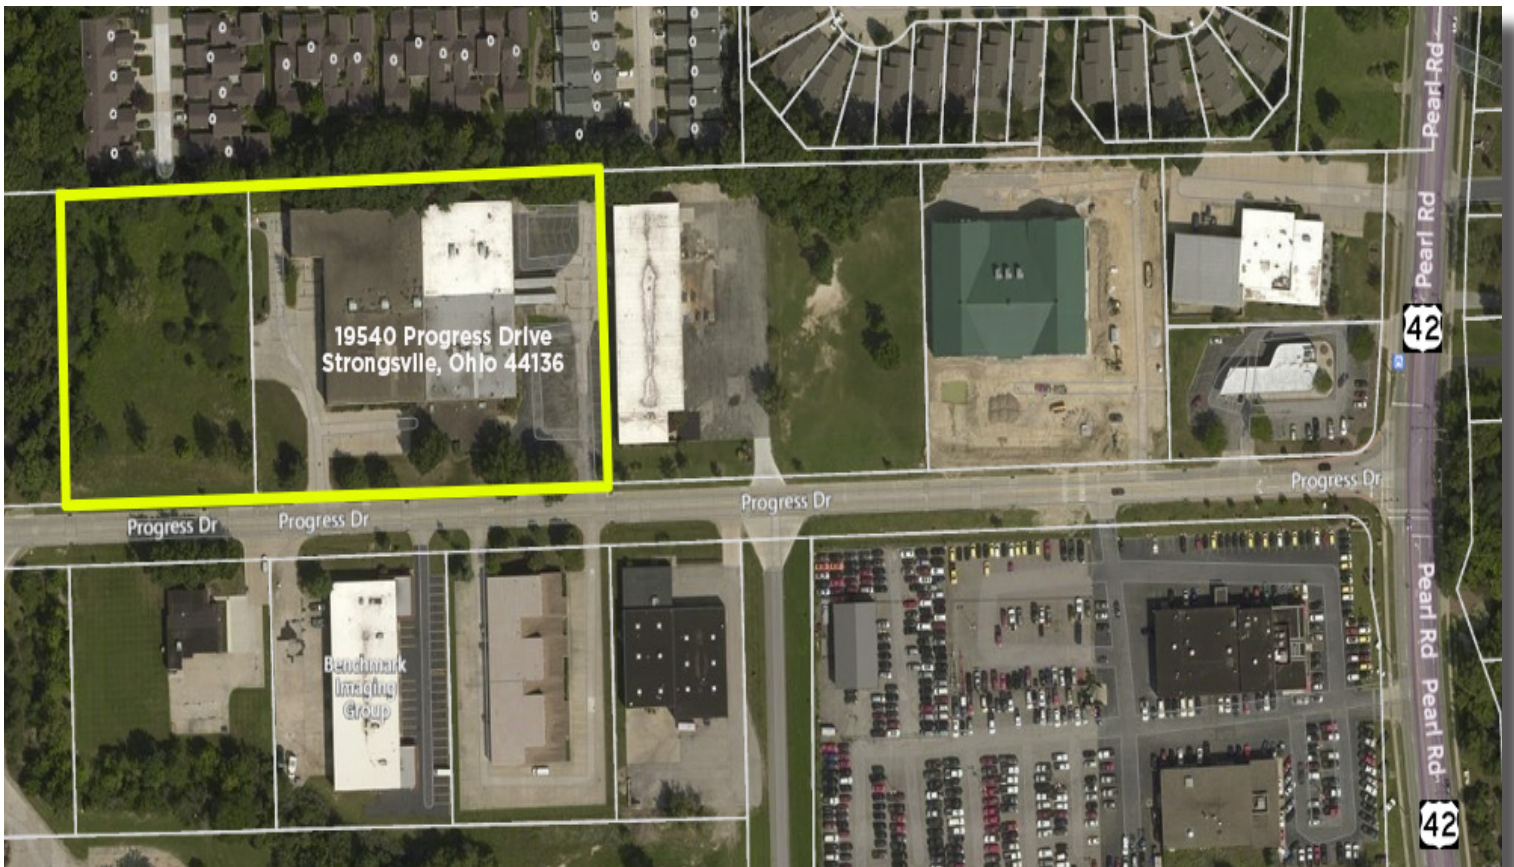 Pearl Rd
Pearl Rd
42
19540 Progress Drive
Strongsvile, Ohio 44136
Progress Dr
Progress Dr
Progress Dr
Progress Dr
Pearl Rd
Benchmark
Imaging
Group
Pearl Rd
42